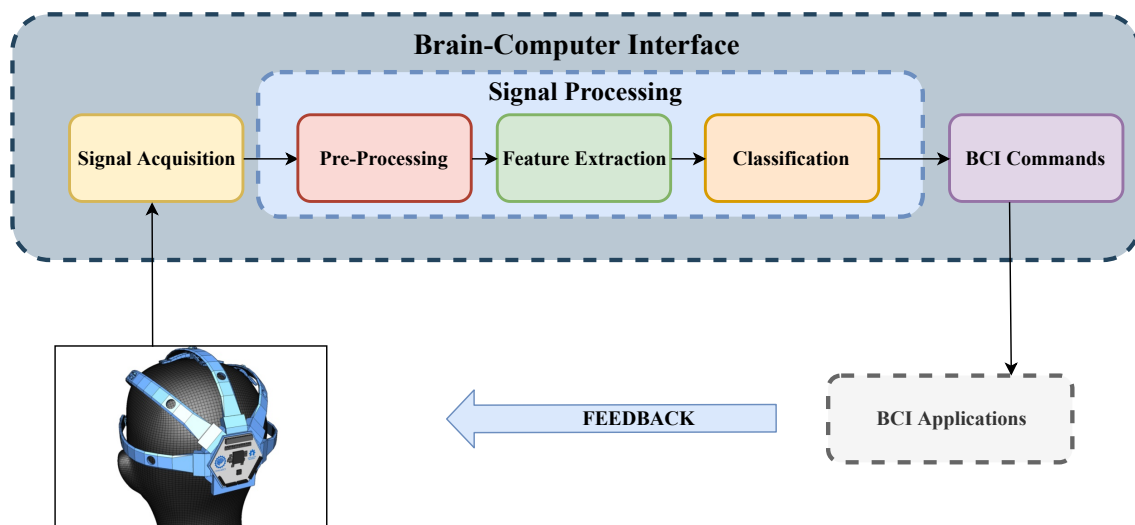 Brain-Computer Interface
Signal Processing
Signal Acquisition
Pre-Processing
Feature Extraction
Classification
BCI Commands
FEEDBACK
BCI Applications